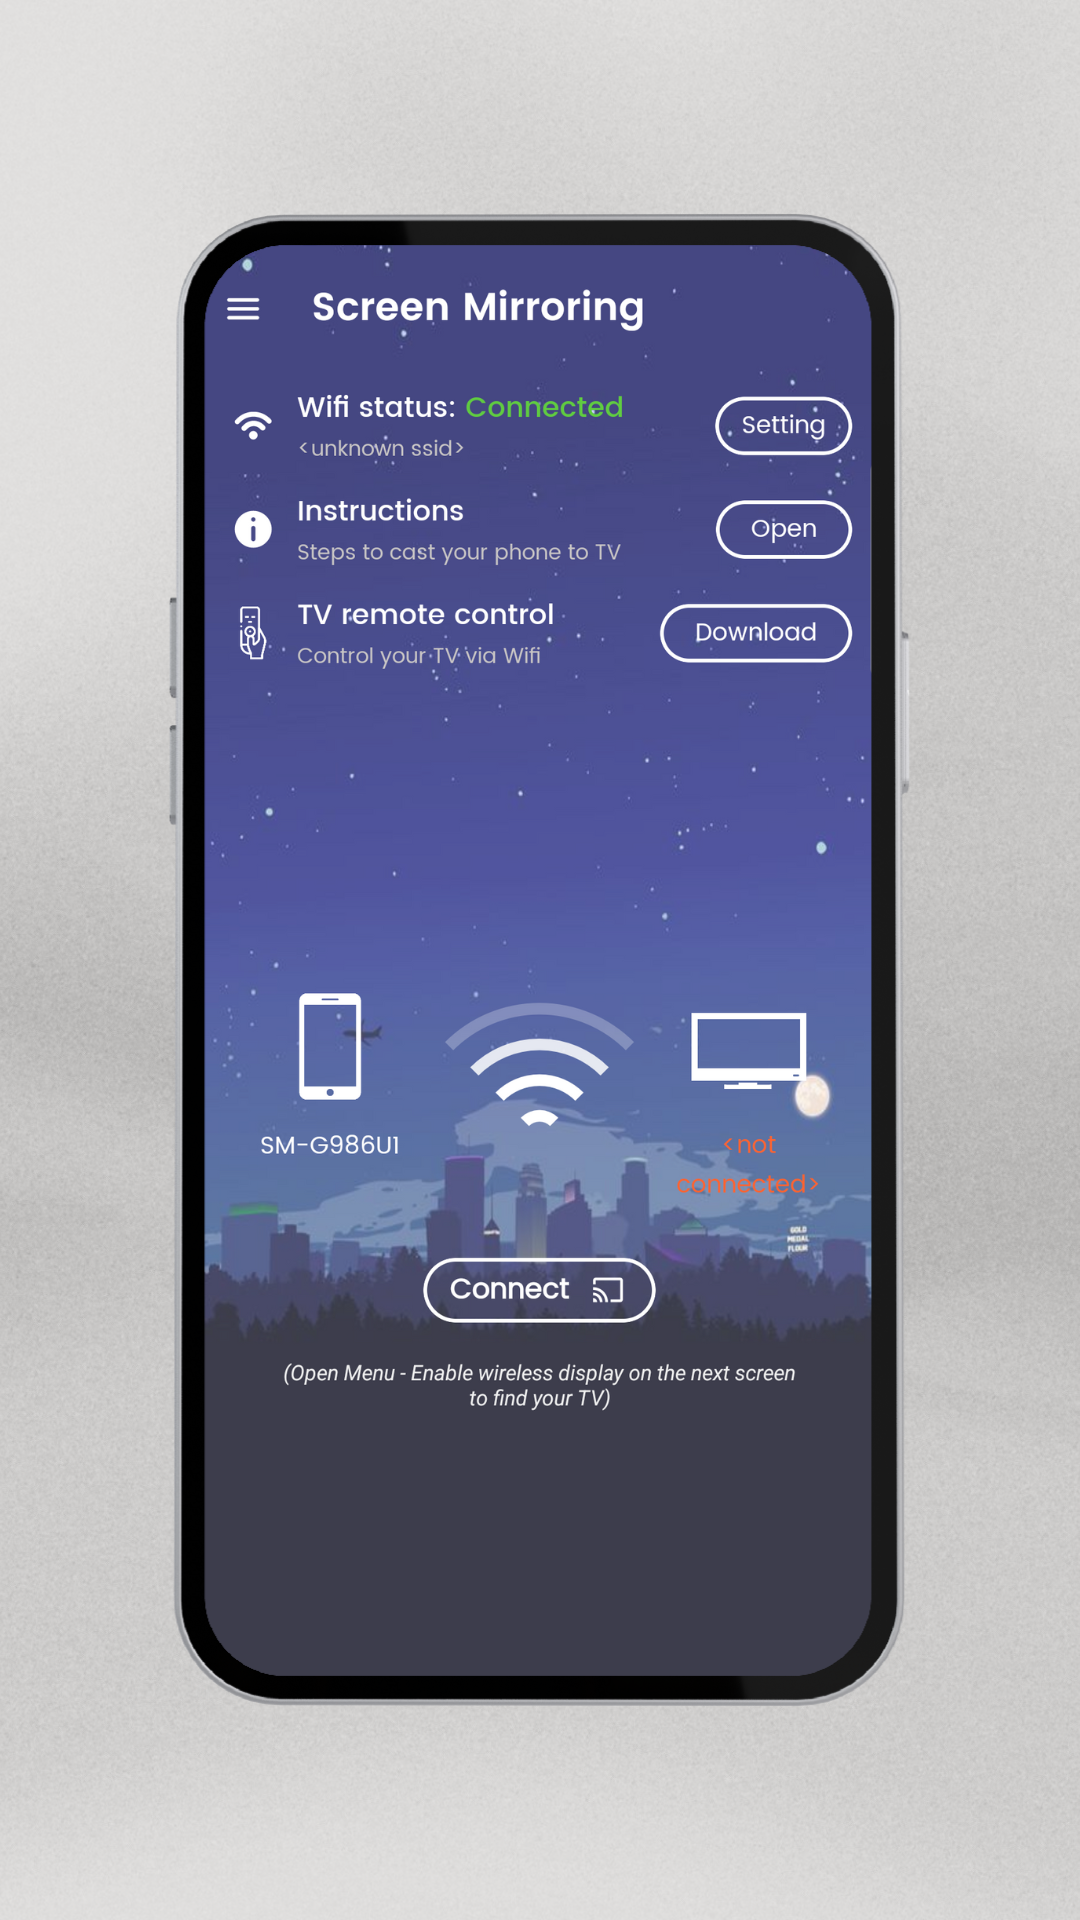 Screen Mirroring
Wifi status: Connected
<unknown ssid>
Setting
Instructions
Steps to cast your phone to TV
Open
TV remote control
Control your TV via Wifi
Download
SM-G986U1
<not
connected>
GOLD
MEDAL
FLOUR
Connect
(Open Menu - Enable wireless display on the next screen
to find your TV)